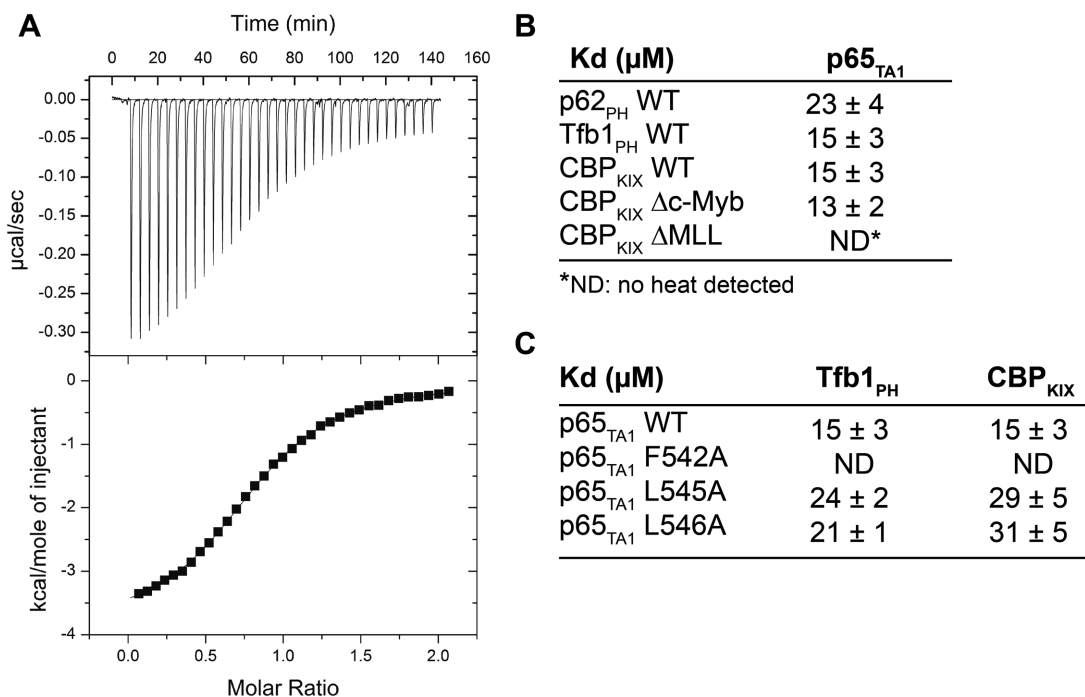 A
Time (min)
0 20 40 60 80 100 120 140 160
0.00
-0.05
-0.10
-0.15
-0.20
-0.25
-0.30
µcal/sec
0
-1
-2
-3
-4
kcal/mole of injectant
0.0 0.5 1.0 1.5 2.0
Molar Ratio
B
Kd (µM) p65TA1
p62PH WT 23 ± 4
Tfb1PH WT 15 ± 3
CBPKIX WT 15 ± 3
CBPKIX Δc-Myb 13 ± 2
CBPKIX ΔMLL ND*
*ND: no heat detected
C
Kd (µM) Tfb1PH CBPKIX
p65TA1 WT 15 ± 3 15 ± 3
p65TA1 F542A ND ND
p65TA1 L545A 24 ± 2 29 ± 5
p65TA1 L546A 21 ± 1 31 ± 5